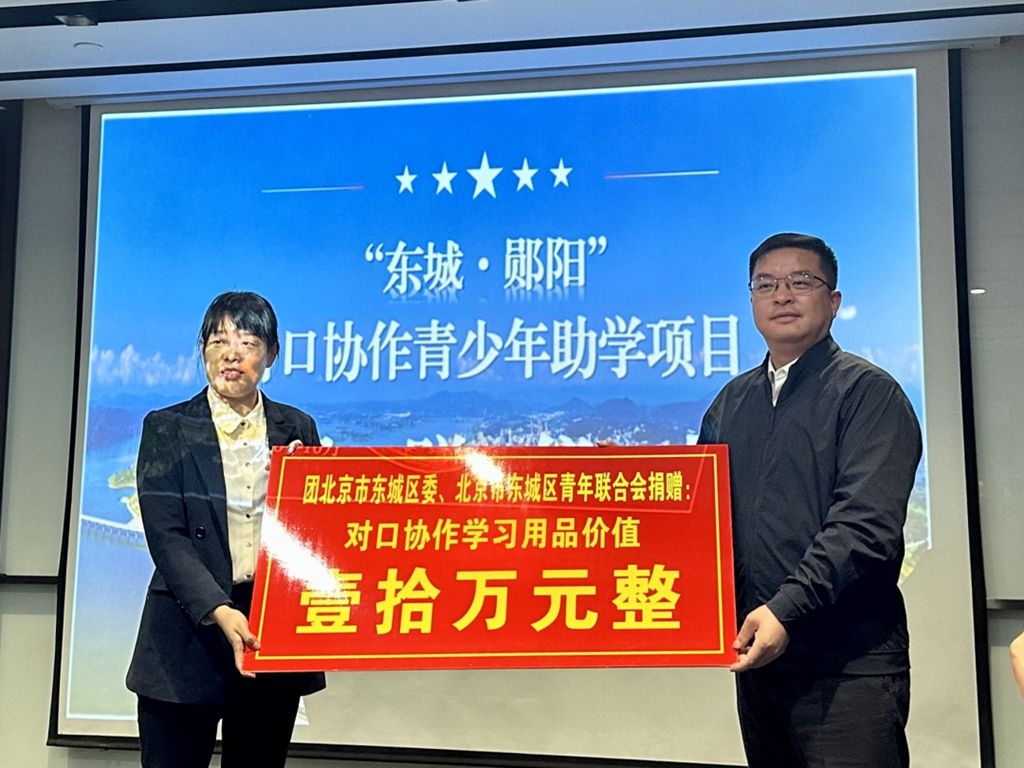 “东城·郧阳”
口协作青少年助学项目
团北京市东城区委、北京市东城区青年联合会捐赠:
对口协作学习用品价值
壹拾万元整